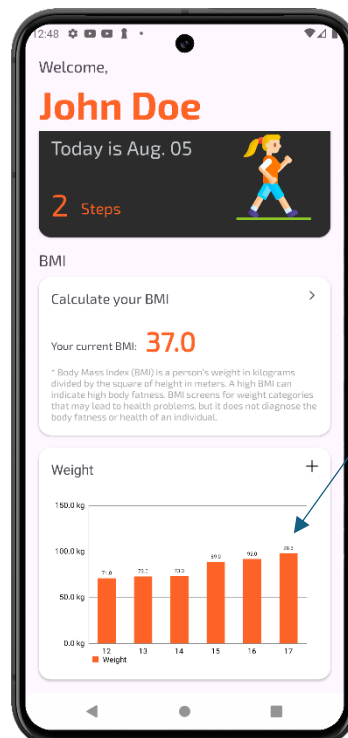 12:48
Welcome,
John Doe
Today is Aug. 05
2 Steps
BMI
Calculate your BMI
Your current BMI: 37.0
* Body Mass Index (BMI) is a person's weight in kilograms
divided by the square of height in meters. A high BMI can
indicate high body fatness. BMI screens for weight categories
that may lead to health problems, but it does not diagnose the
body fatness or health of an individual.
Weight +
150.0 kg
100.0 kg
50.0 kg
0.0 kg
92.0
12 13 14 15 16 17
Weight